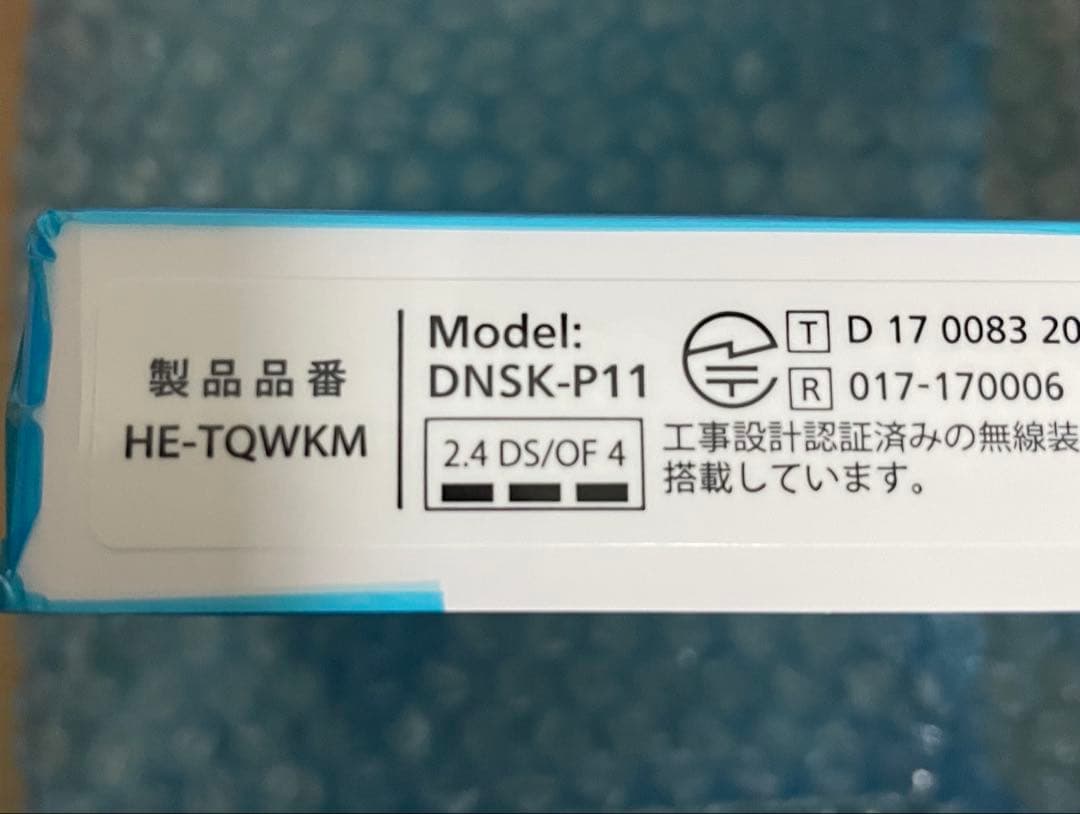 製品品番
HE-TQWKM
Model:
DNSK-P11
2.4 DS/OF 4
T D 17 0083 20
R 017-170006
工事設計認証済みの無線装
搭載しています。